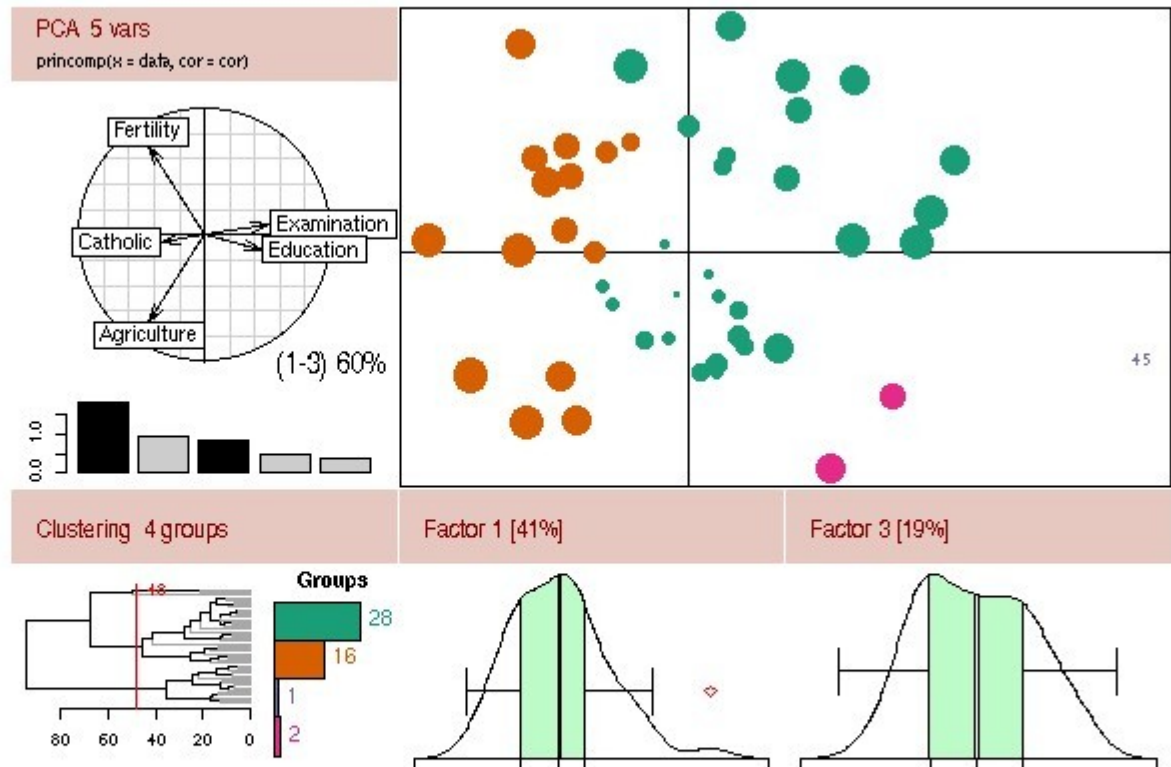 PCA 5 vars
princomp(x = data, cor = cor)
Fertility
Examination
Catholic
Education
Agriculture
(1-3) 60%
45
1.0
0.0
Clustering 4 groups
Factor 1 [41%]
Factor 3 [19%]
48
Groups
28
16
1
2
80 60 40 20 0